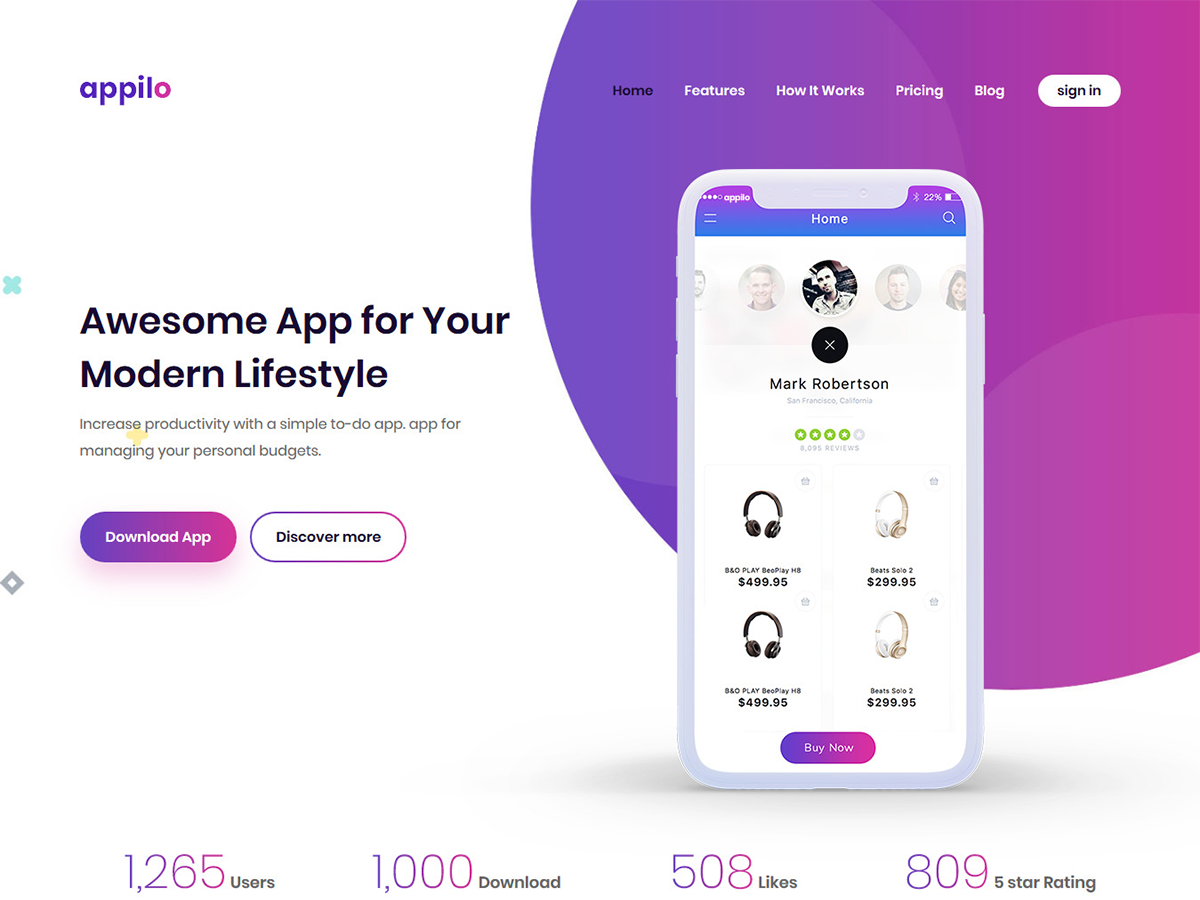 appilo
Home Features How It Works Pricing Blog sign in
Awesome App for Your
Modern Lifestyle
Increase productivity with a simple to-do app. app for
managing your personal budgets.
Download App Discover more
appilo 22%
Home
Mark Robertson
San Francisco, California
8,095 REVIEWS
B&O PLAY BeoPlay H8 Beats Solo 2
$499.95 $299.95
B&O PLAY BeoPlay H8 Beats Solo 2
$499.95 $299.95
Buy Now
1,265 Users 1,000 Download 508 Likes 809 5 star Rating